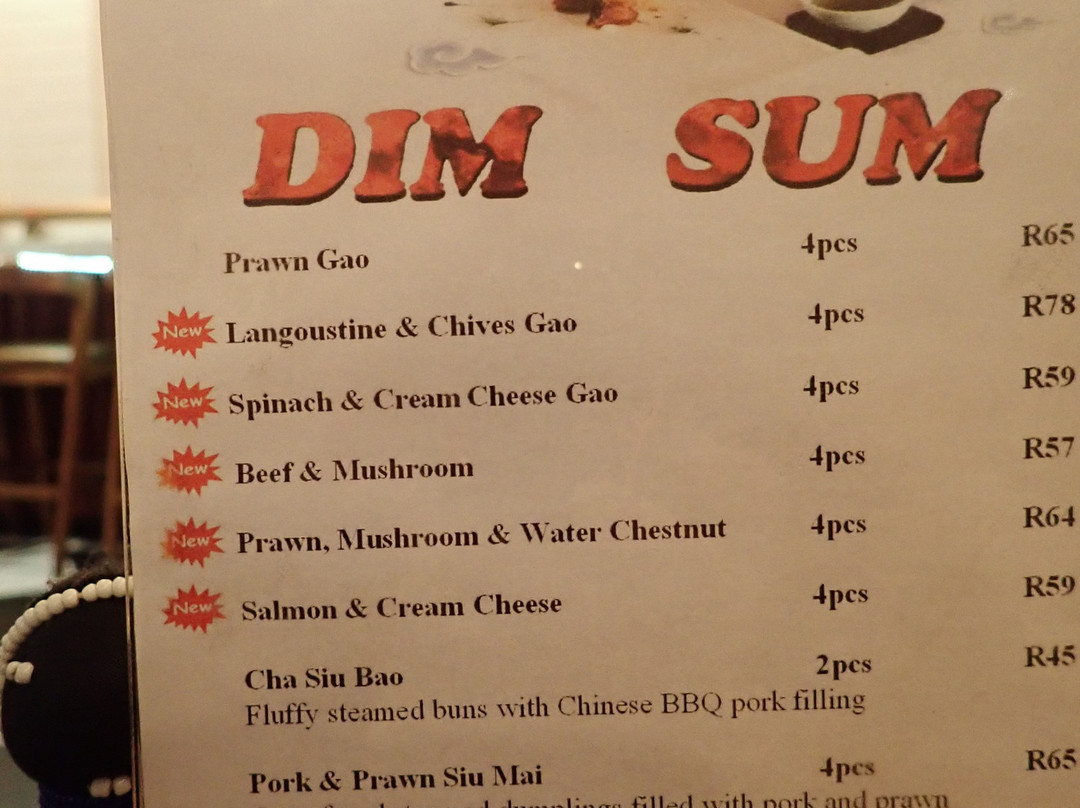 DIM SUM
Prawn Gao 4pcs R65
New Langoustine & Chives Gao 4pcs R78
New Spinach & Cream Cheese Gao 4pcs R59
New Beef & Mushroom 4pcs R57
New Prawn, Mushroom & Water Chestnut 4pcs R64
New Salmon & Cream Cheese 4pcs R59
Cha Siu Bao 2pcs R45
Fluffy steamed buns with Chinese BBQ pork filling
Pork & Prawn Siu Mai 4pcs R65
dumplings filled with pork and prawn